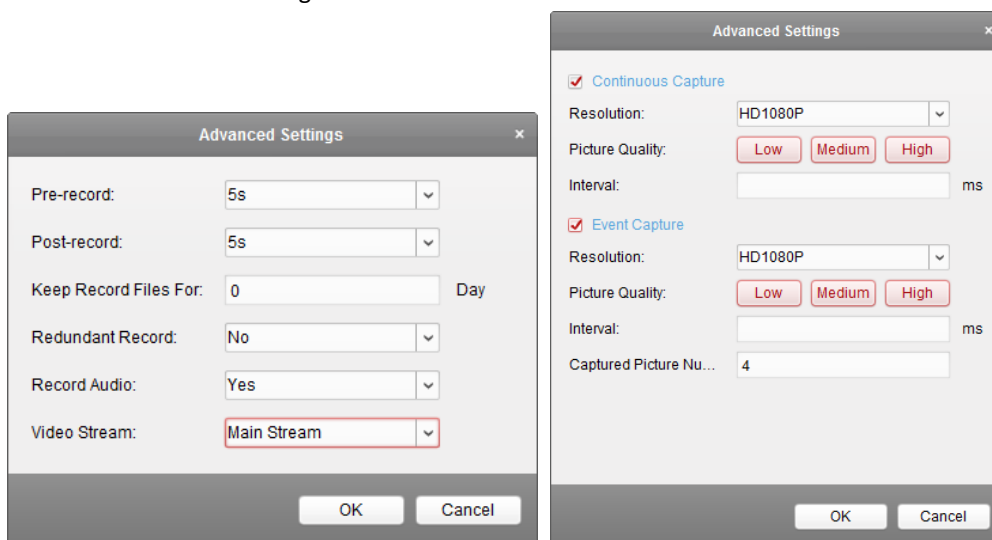 Advanced Settings ×
Pre-record: 5s
Post-record: 5s
Keep Record Files For: 0 Day
Redundant Record: No
Record Audio: Yes
Video Stream: Main Stream
OK Cancel
Advanced Settings ×
Continuous Capture
Resolution: HD1080P
Picture Quality: Low Medium High
Interval: ms
Event Capture
Resolution: HD1080P
Picture Quality: Low Medium High
Interval: ms
Captured Picture Nu... 4
OK Cancel